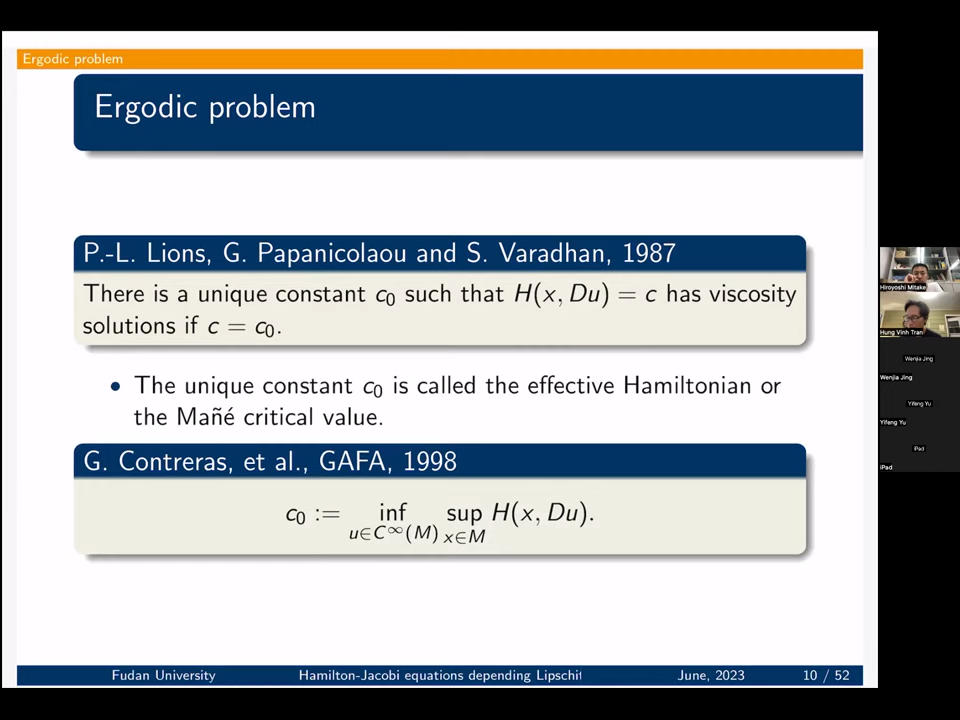 Ergodic problem
Ergodic problem
P.-L. Lions, G. Papanicolaou and S. Varadhan, 1987
There is a unique constant c₀ such that H(x, Du) = c has viscosity
solutions if c = c₀.
• The unique constant c₀ is called the effective Hamiltonian or
the Mañé critical value.
G. Contreras, et al., GAFA, 1998
c₀ := inf sup H(x, Du).
u∈C∞(M) x∈M
Fudan University Hamilton-Jacobi equations depending Lipschit June, 2023 10 / 52
Hiroyoshi Mitake
Hung Vinh Tran
Wenjia Jing
Wenjia Jing
Yifeng Yu
Yifeng Yu
iPad
iPad